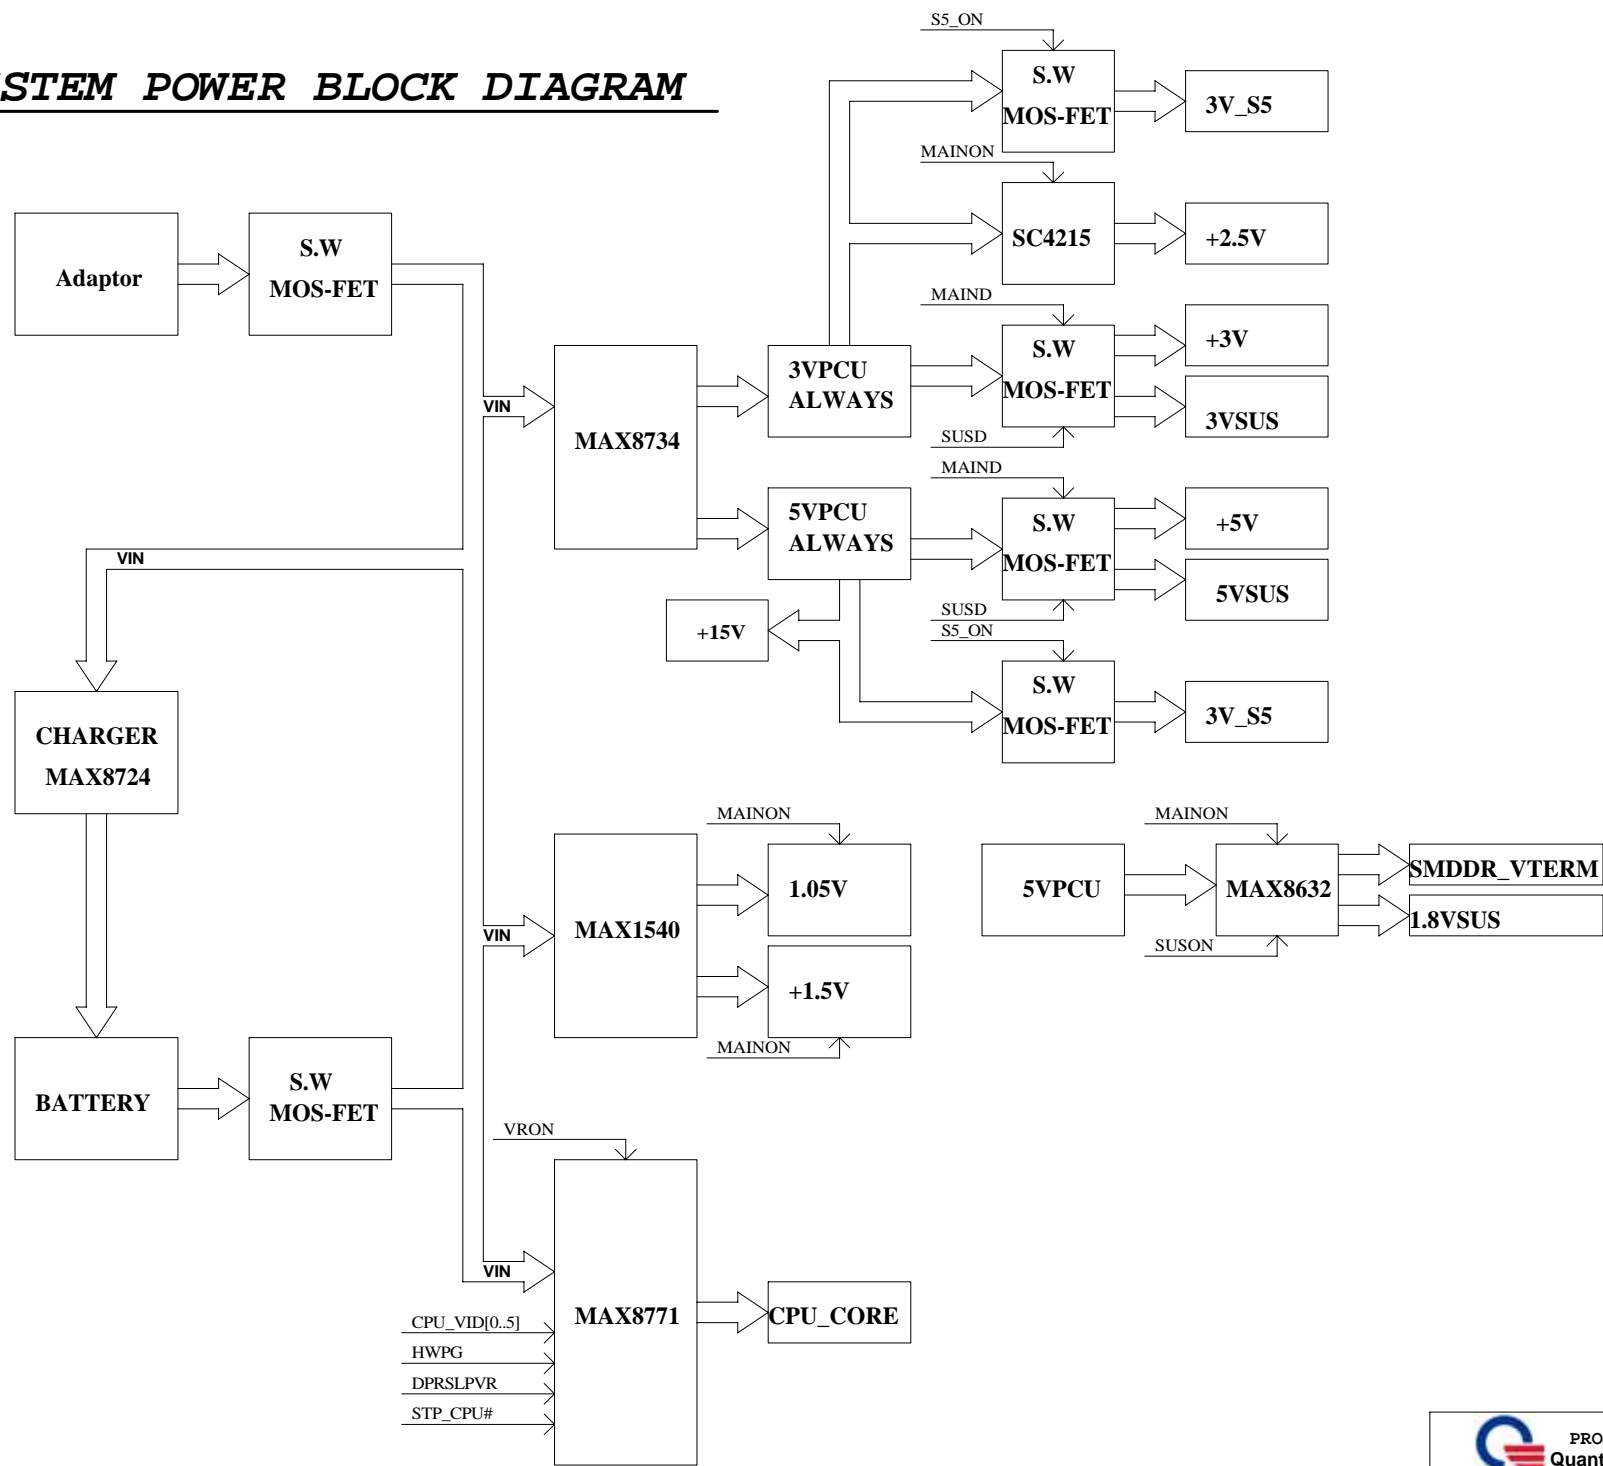 STEM POWER BLOCK DIAGRAM
S5_ON
S.W
MOS-FET
3V_S5
MAINON
SC4215
+2.5V
Adaptor
S.W
MOS-FET
MAIND
S.W
MOS-FET
+3V
3VSUS
SUSD
VIN
MAX8734
3VPCU
ALWAYS
MAIND
5VPCU
ALWAYS
S.W
MOS-FET
+5V
5VSUS
SUSD
S5_ON
+15V
S.W
MOS-FET
3V_S5
VIN
CHARGER
MAX8724
MAINON
1.05V
VIN
MAX1540
+1.5V
MAINON
MAINON
5VPCU
MAX8632
SMDDR_VTERM
1.8VSUS
SUSON
BATTERY
S.W
MOS-FET
VRON
VIN
MAX8771
CPU_CORE
CPU_VID[0..5]
HWPG
DPRSLPVR
STP_CPU#
PRO
Quant